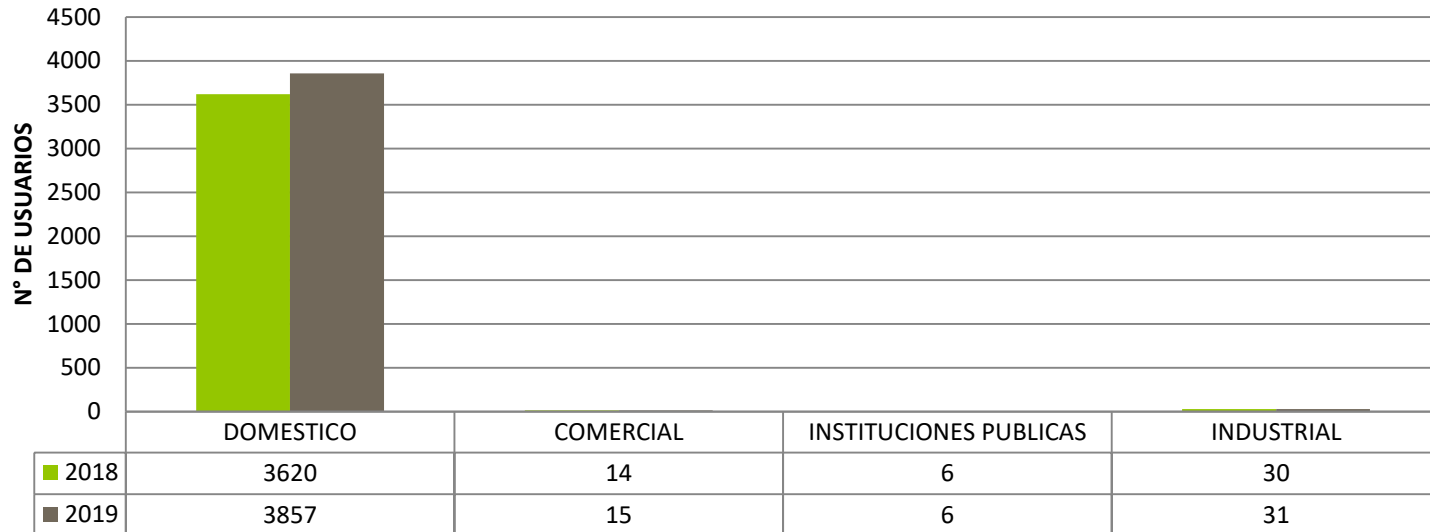 4500
4000
3500
3000
2500
2000
1500
1000
500
0
N° DE USUARIOS
DOMESTICO COMERCIAL INSTITUCIONES PUBLICAS INDUSTRIAL
2018 3620 14 6 30
2019 3857 15 6 31